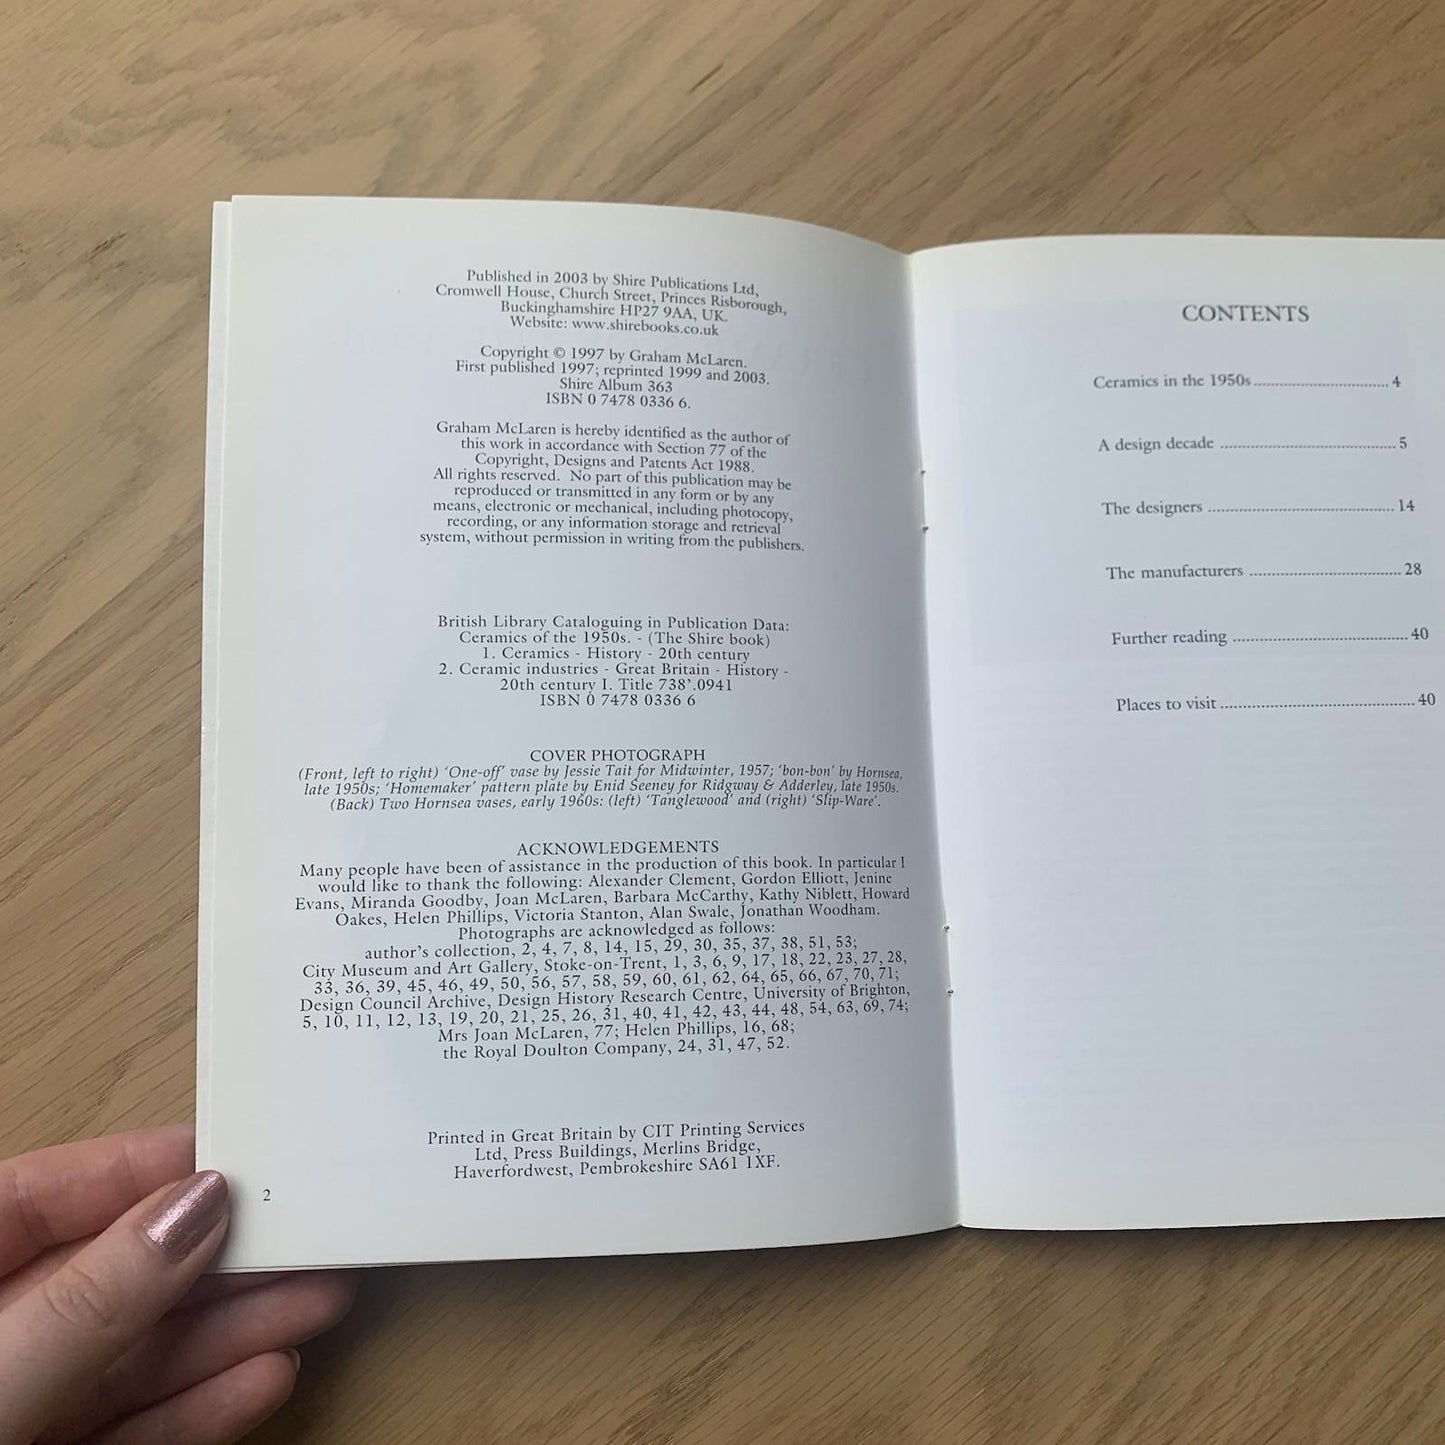 Published in 2003 by Shire Publications Ltd,
Cromwell House, Church Street, Princes Risborough,
Buckinghamshire HP27 9AA, UK.
Website: www.shirebooks.co.uk
Copyright © 1997 by Graham McLaren.
First published 1997; reprinted 1999 and 2003.
Shire Album 363
ISBN 0 7478 0336 6.
Graham McLaren is hereby identified as the author of
this work in accordance with Section 77 of the
Copyright, Designs and Patents Act 1988.
All rights reserved. No part of this publication may be
reproduced or transmitted in any form or by any
means, electronic or mechanical, including photocopy,
recording, or any information storage and retrieval
system, without permission in writing from the publishers.
British Library Cataloguing in Publication Data:
Ceramics of the 1950s. - (The Shire book)
1. Ceramics - History - 20th century
2. Ceramic industries - Great Britain - History -
20th century I. Title 738’.0941
ISBN 0 7478 0336 6
COVER PHOTOGRAPH
(Front, left to right) ‘One-off’ vase by Jessie Tait for Midwinter, 1957; ‘bon-bon’ by Hornsea,
late 1950s; ‘Homemaker’ pattern plate by Enid Seeney for Ridgway & Adderley, late 1950s.
(Back) Two Hornsea vases, early 1960s: (left) ‘Tanglewood’ and (right) ‘Slip-Ware’.
ACKNOWLEDGEMENTS
Many people have been of assistance in the production of this book. In particular I
would like to thank the following: Alexander Clement, Gordon Elliott, Jenine
Evans, Miranda Goodby, Joan McLaren, Barbara McCarthy, Kathy Niblett, Howard
Oakes, Helen Phillips, Victoria Stanton, Alan Swale, Jonathan Woodham.
Photographs are acknowledged as follows:
author’s collection, 2, 4, 7, 8, 14, 15, 29, 30, 35, 37, 38, 51, 53;
City Museum and Art Gallery, Stoke-on-Trent, 1, 3, 6, 9, 17, 18, 22, 23, 27, 28,
33, 36, 39, 45, 46, 49, 50, 56, 57, 58, 59, 60, 61, 62, 64, 65, 66, 67, 70, 71;
Design Council Archive, Design History Research Centre, University of Brighton,
5, 10, 11, 12, 13, 19, 20, 21, 25, 26, 31, 40, 41, 42, 43, 44, 48, 54, 63, 69, 74;
Mrs Joan McLaren, 77; Helen Phillips, 16, 68;
the Royal Doulton Company, 24, 31, 47, 52.
Printed in Great Britain by CIT Printing Services
Ltd, Press Buildings, Merlins Bridge,
Haverfordwest, Pembrokeshire SA61 1XF.
2
CONTENTS
Ceramics in the 1950s ................................ 4
A design decade .......................................... 5
The designers ............................................ 14
The manufacturers .................................... 28
Further reading .......................................... 40
Places to visit .............................................. 40